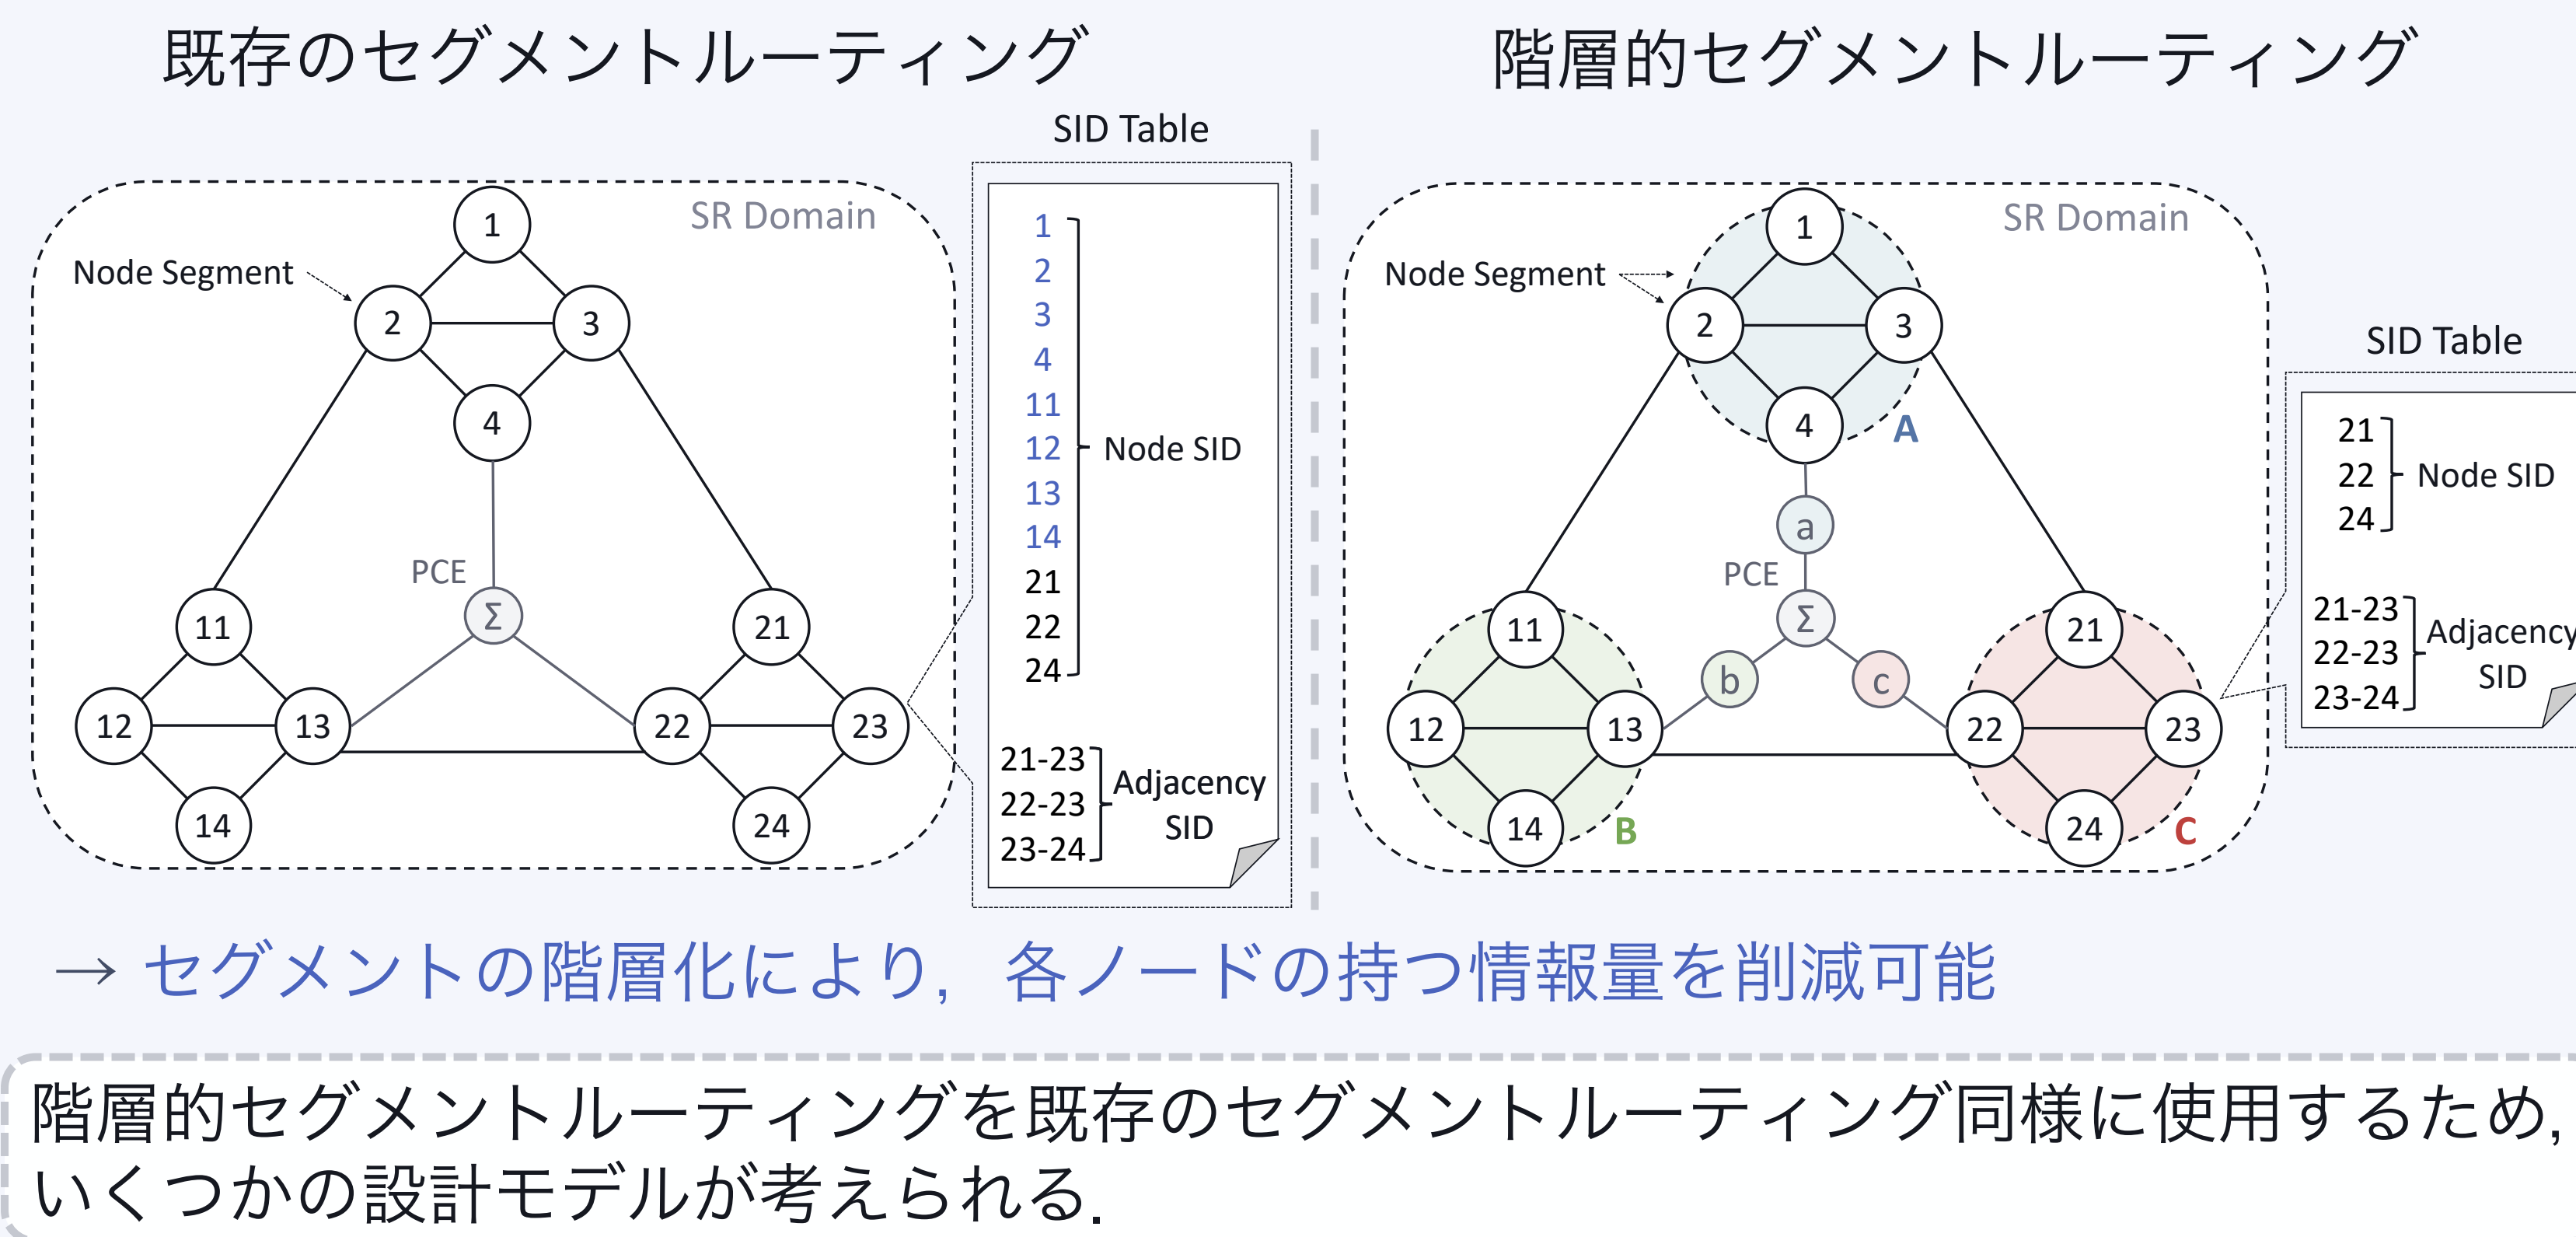 既存のセグメントルーティング
SID Table
SR Domain
Node Segment
1
2
3
4
PCE
Σ
11
12
13
14
21
22
23
24
1
2
3
4
11
12
13
14
21
22
24
Node SID
21-23
22-23
23-24
Adjacency
SID
階層的セグメントルーティング
SR Domain
Node Segment
1
2
3
4
A
a
PCE
Σ
b
c
11
12
13
14
B
21
22
23
24
C
SID Table
21
22
24
Node SID
21-23
22-23
23-24
Adjacency
SID
→ セグメントの階層化により, 各ノードの持つ情報量を削減可能
階層的セグメントルーティングを既存のセグメントルーティング同様に使用するため,
いくつかの設計モデルが考えられる.